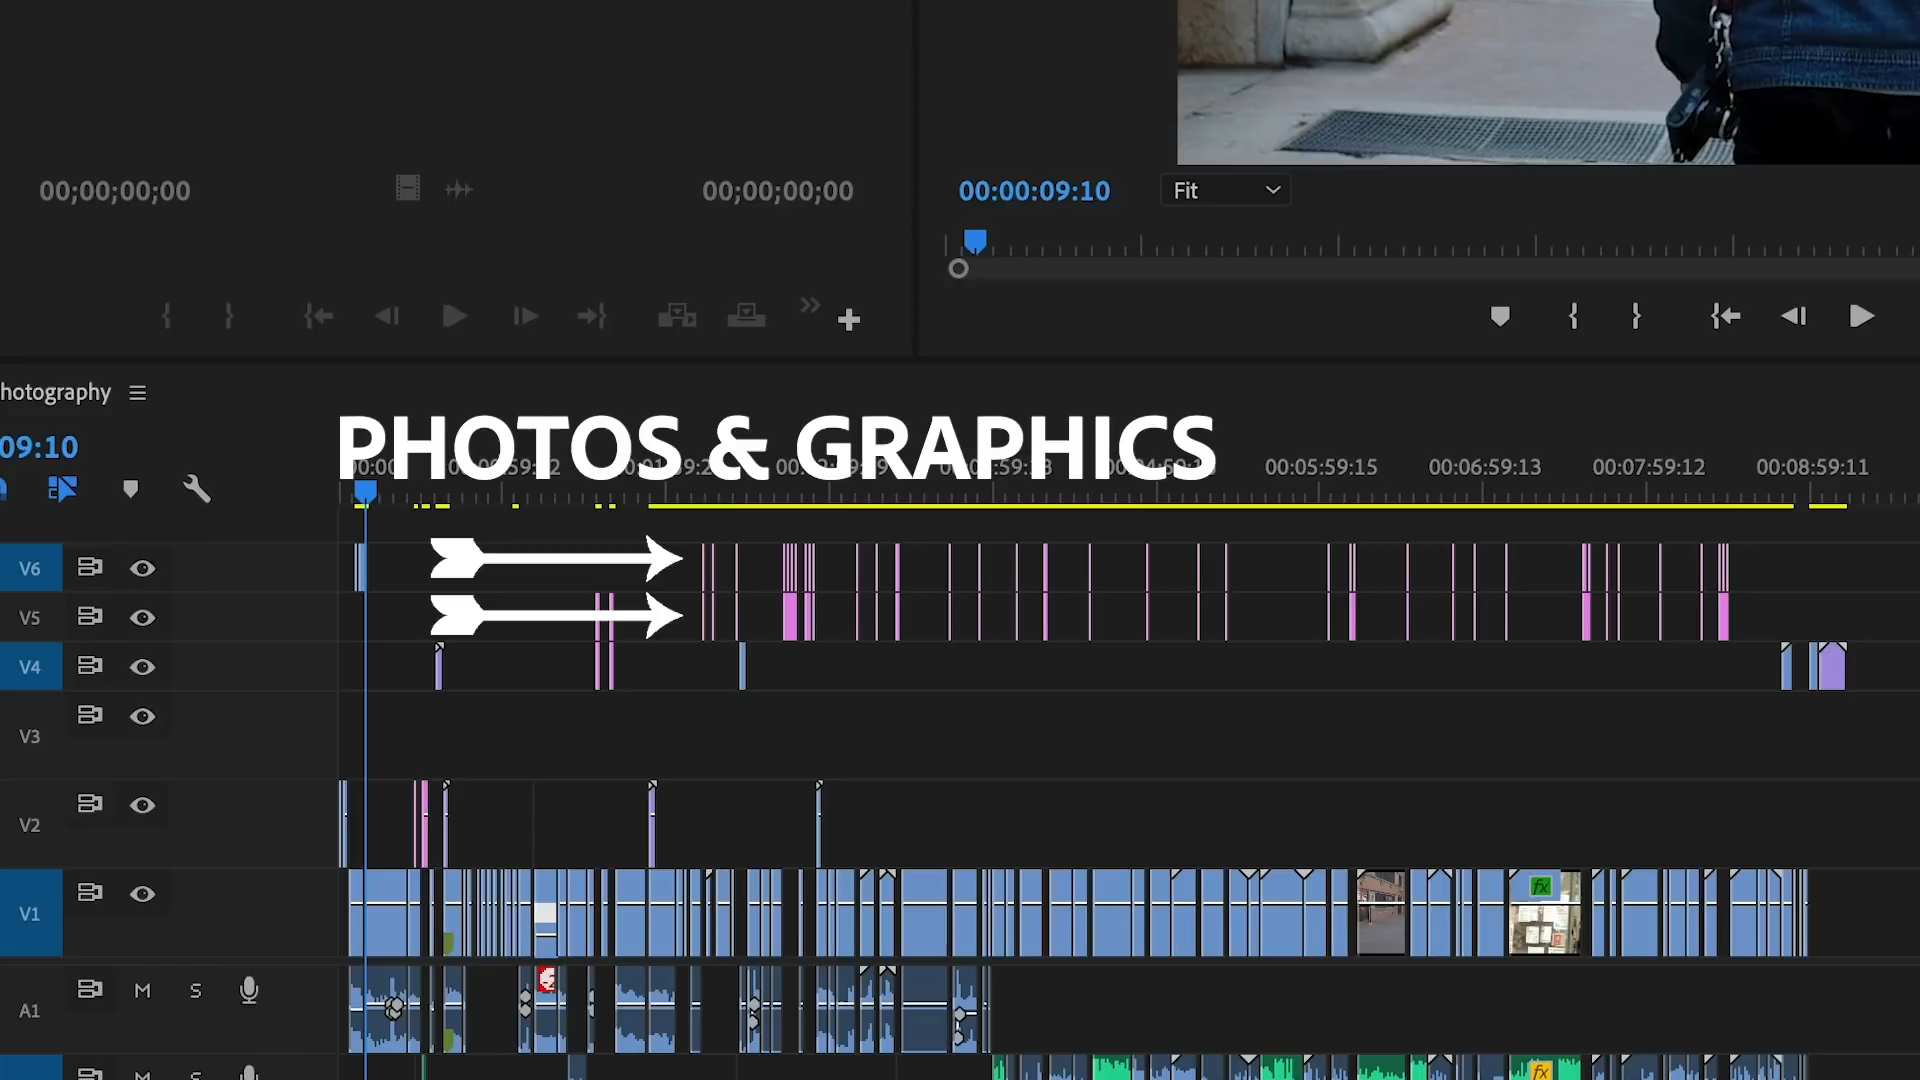 00;00;00;00
00;00;00;00
00:00:09:10
Fit
hotography
PHOTOS & GRAPHICS
09:10
00:05:59:15
00:06:59:13
00:07:59:12
00:08:59:11
V6
V5
V4
V3
V2
V1
fx
A1
M
S
M
S
fx